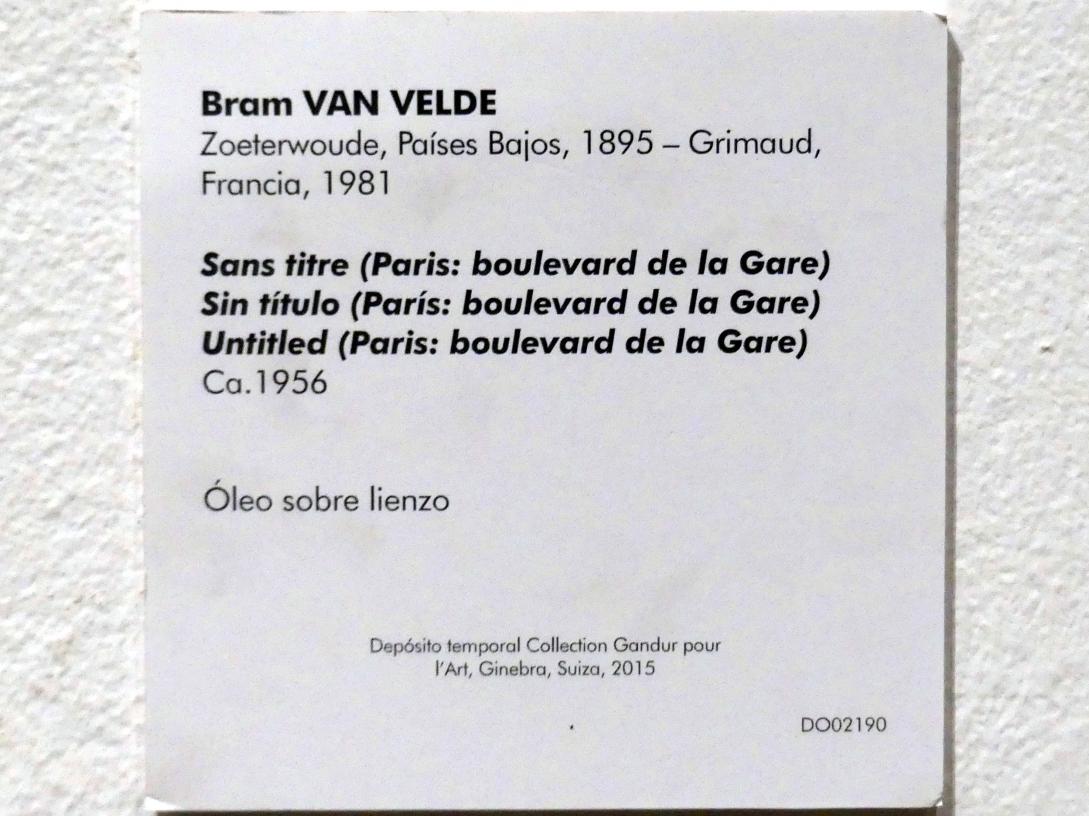 Bram VAN VELDE
Zoeterwoude, Países Bajos, 1895 – Grimaud,
Francia, 1981
Sans titre (Paris: boulevard de la Gare)
Sin título (París: boulevard de la Gare)
Untitled (Paris: boulevard de la Gare)
Ca.1956
Óleo sobre lienzo
Depósito temporal Collection Gandur pour
l'Art, Ginebra, Suiza, 2015
DO02190